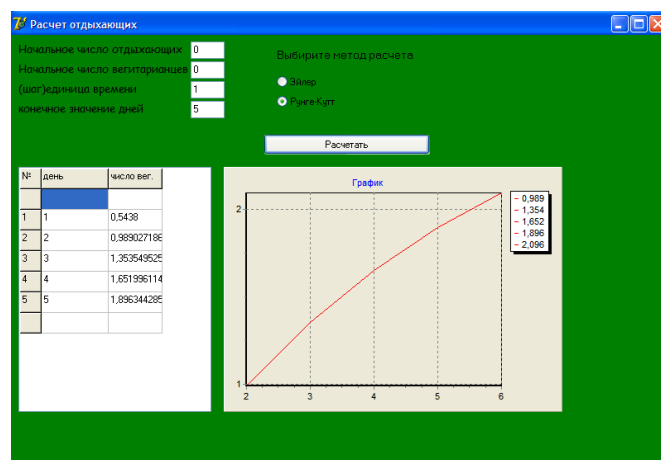 Расчет отдыхающих
Начальное число отдыхающих 0
Начальное число вегитарианцев 0
(шаг)единица времени 1
конечное значение дней 5
Выбирите метод расчета
Эйлер
Рунге-Кутт
Расчетать
№ день число вег.
1 1 0,5438
2 2 0,98902718
3 3 1,353549525
4 4 1,651996114
5 5 1,896344285
График
2
1
2 3 4 5 6
0,989
1,354
1,652
1,896
2,096